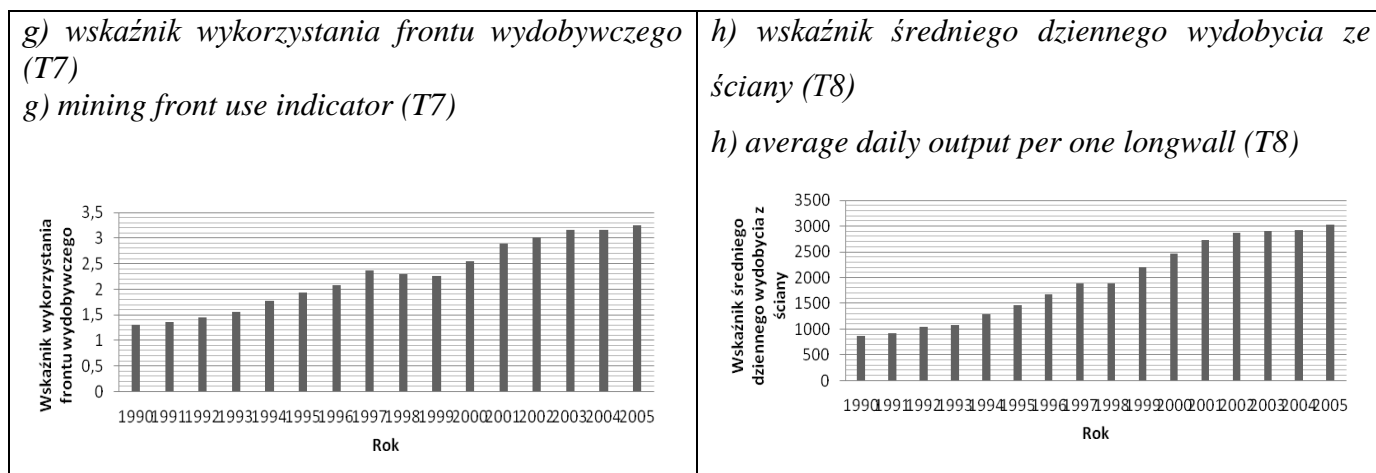 g) wskaźnik wykorzystania frontu wydobywczego
(T7)
g) mining front use indicator (T7)
Wskaźnik wykorzystania
frontu wydobywczego
3,5
3
2,5
2
1,5
1
0,5
0
1990 1991 1992 1993 1994 1995 1996 1997 1998 1999 2000 2001 2002 2003 2004 2005
Rok
h) wskaźnik średniego dziennego wydobycia ze
ściany (T8)
h) average daily output per one longwall (T8)
Wskaźnik średniego
dziennego wydobycia z
ściany
3500
3000
2500
2000
1500
1000
500
0
1990 1991 1992 1993 1994 1995 1996 1997 1998 1999 2000 2001 2002 2003 2004 2005
Rok